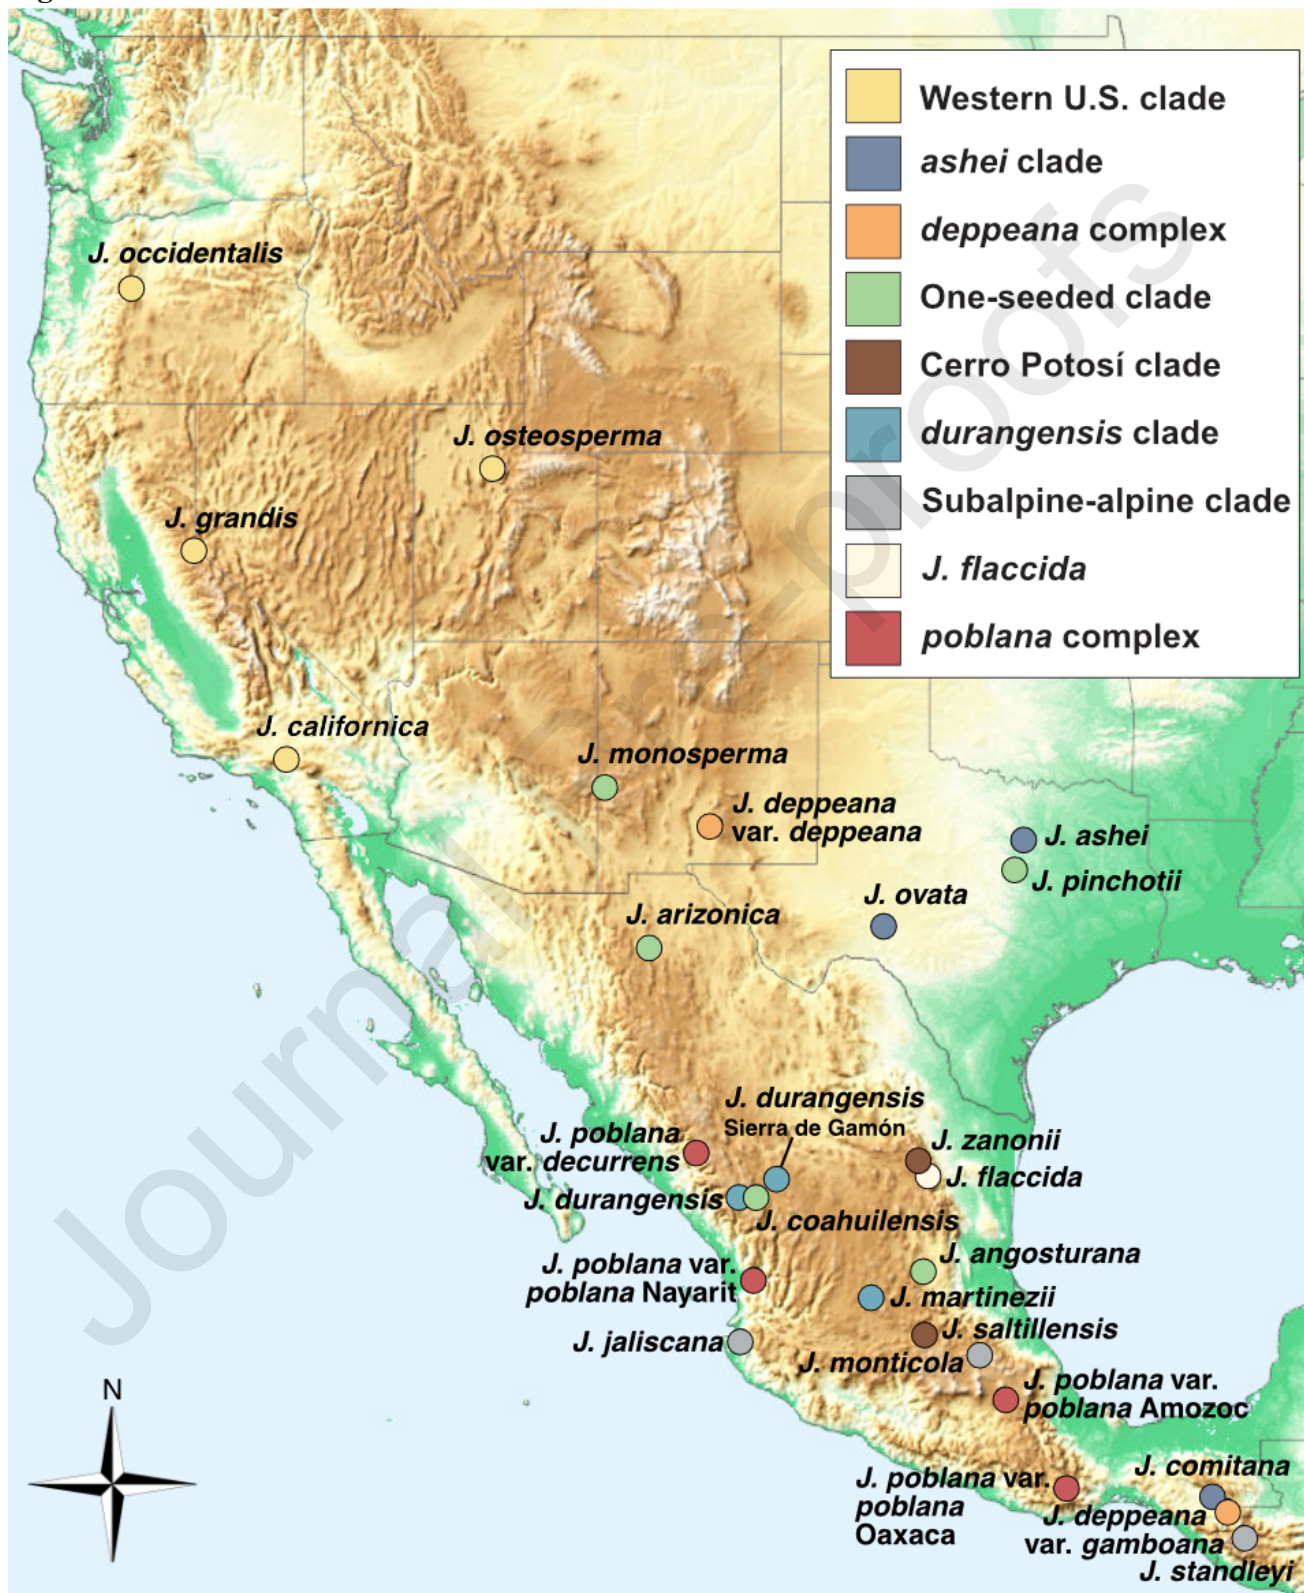 Western U.S. clade
ashei clade
deppeana complex
One-seeded clade
Cerro Potosí clade
durangensis clade
Subalpine-alpine clade
J. flaccida
poblana complex
J. occidentalis
J. osteosperma
J. grandis
J. californica
J. monosperma
J. deppeana
var. deppeana
J. ashei
J. pinchotii
J. ovata
J. arizonica
J. durangensis
Sierra de Gamón
J. poblana
var. decurrens
J. zanonii
J. flaccida
J. durangensis
J. coahuilensis
J. angosturana
J. poblana var.
poblana Nayarit
J. martinezii
J. saltillensis
J. jaliscana
J. monticola
J. poblana var.
poblana Amozoc
N
J. comitana
J. poblana var.
poblana
Oaxaca
J. deppeana
var. gamboana
J. standleyi
Journal Pre-proofs